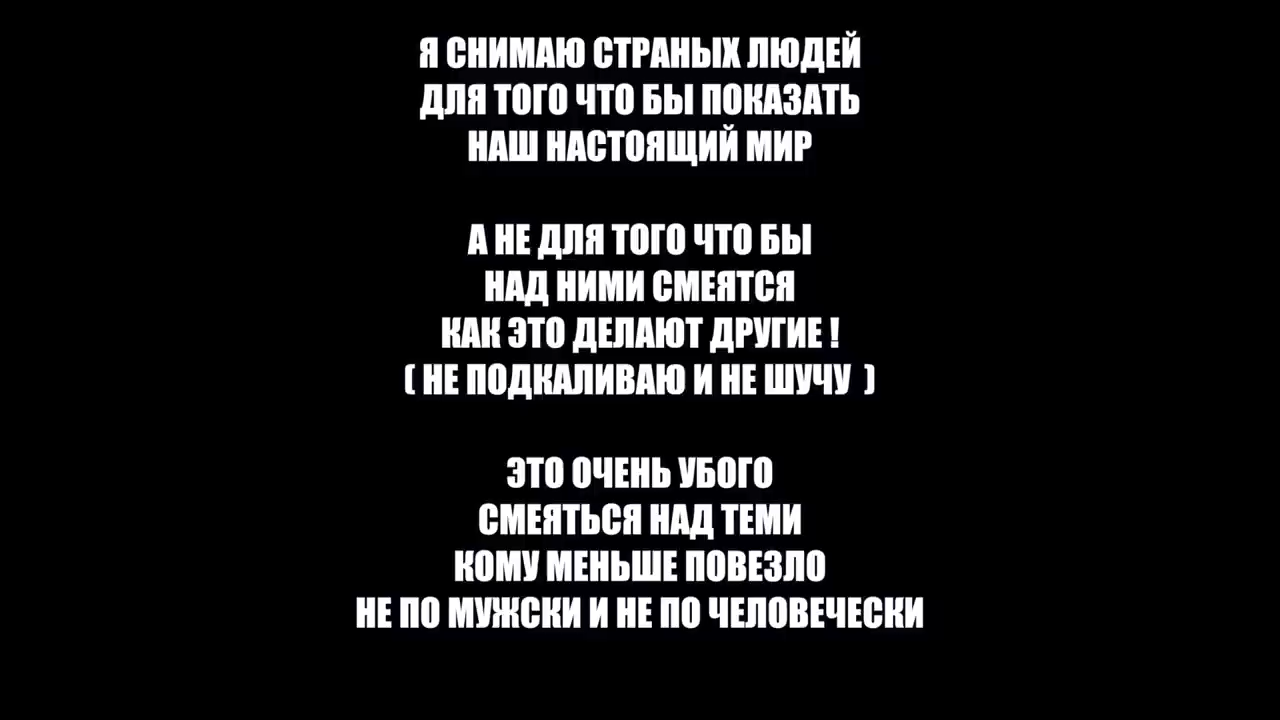 Я СНИМАЮ СТРАНЫХ ЛЮДЕЙ
ДЛЯ ТОГО ЧТО БЫ ПОКАЗАТЬ
НАШ НАСТОЯЩИЙ МИР
А НЕ ДЛЯ ТОГО ЧТО БЫ
НАД НИМИ СМЕЯТСЯ
КАК ЭТО ДЕЛАЮТ ДРУГИЕ !
( НЕ ПОДКАЛИВАЮ И НЕ ШУЧУ )
ЭТО ОЧЕНЬ УБОГО
СМЕЯТЬСЯ НАД ТЕМИ
КОМУ МЕНЬШЕ ПОВЕЗЛО
НЕ ПО МУЖСКИ И НЕ ПО ЧЕЛОВЕЧЕСКИ